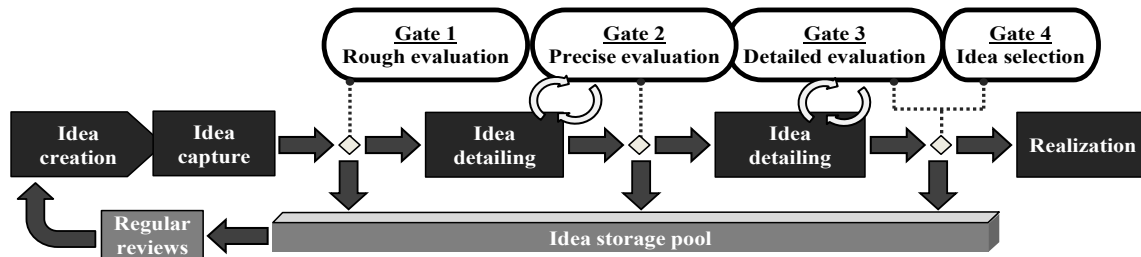 Gate 1
Rough evaluation
Gate 2
Precise evaluation
Gate 3
Detailed evaluation
Gate 4
Idea selection
Idea
creation
Idea
capture
Idea
detailing
Idea
detailing
Realization
Regular
reviews
Idea storage pool